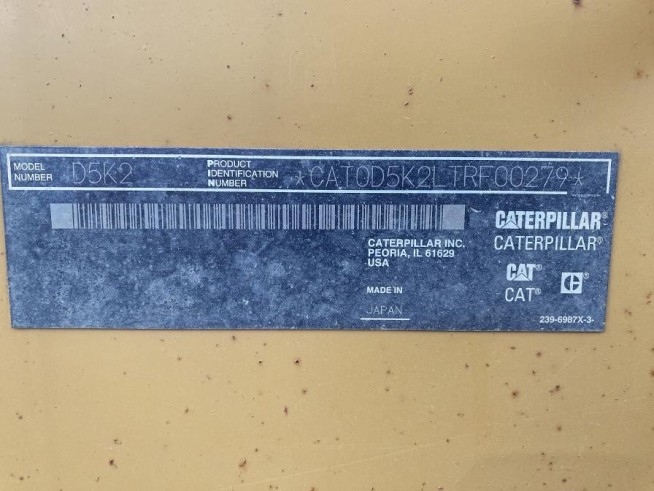 MODEL NUMBER D5K2
PRODUCT IDENTIFICATION NUMBER *CAT0D5K2LTRF00279*
CATERPILLAR INC.
PEORIA, IL 61629
USA
MADE IN
JAPAN
CATERPILLAR
CATERPILLAR®
CAT®
CAT®
C®
239-6987X-3-